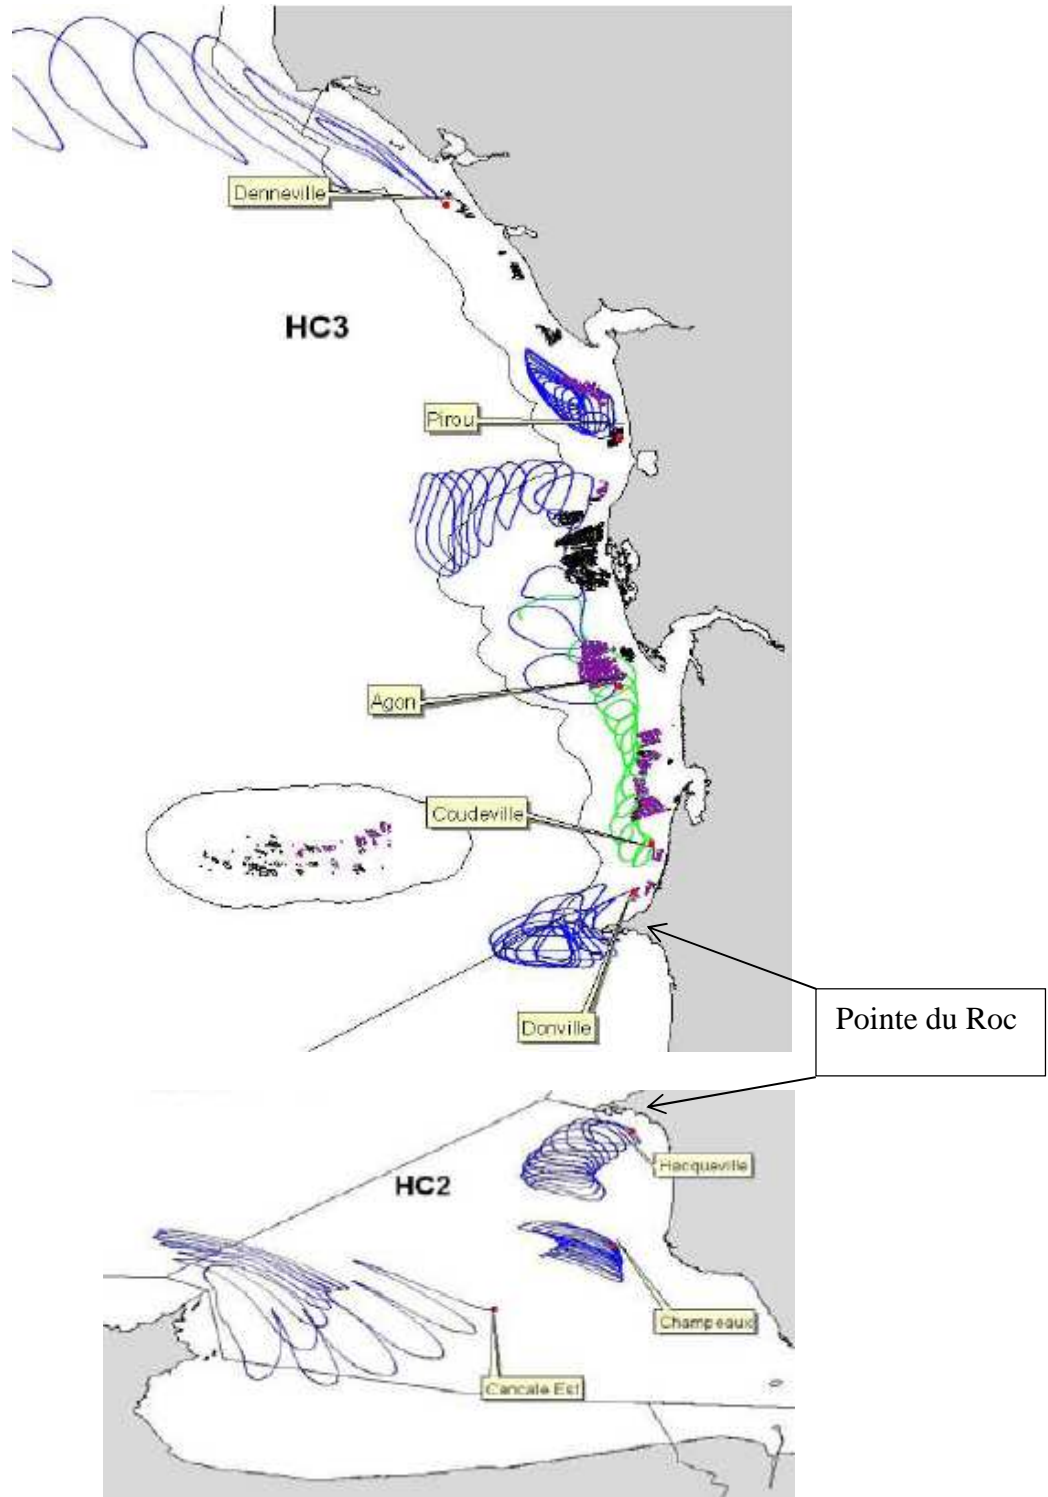 Denneville
HC3
Pirou
Agon
Coudeville
Donville
Pointe du Roc
HC2
Hacqueville
Champeaux
Cancale Est